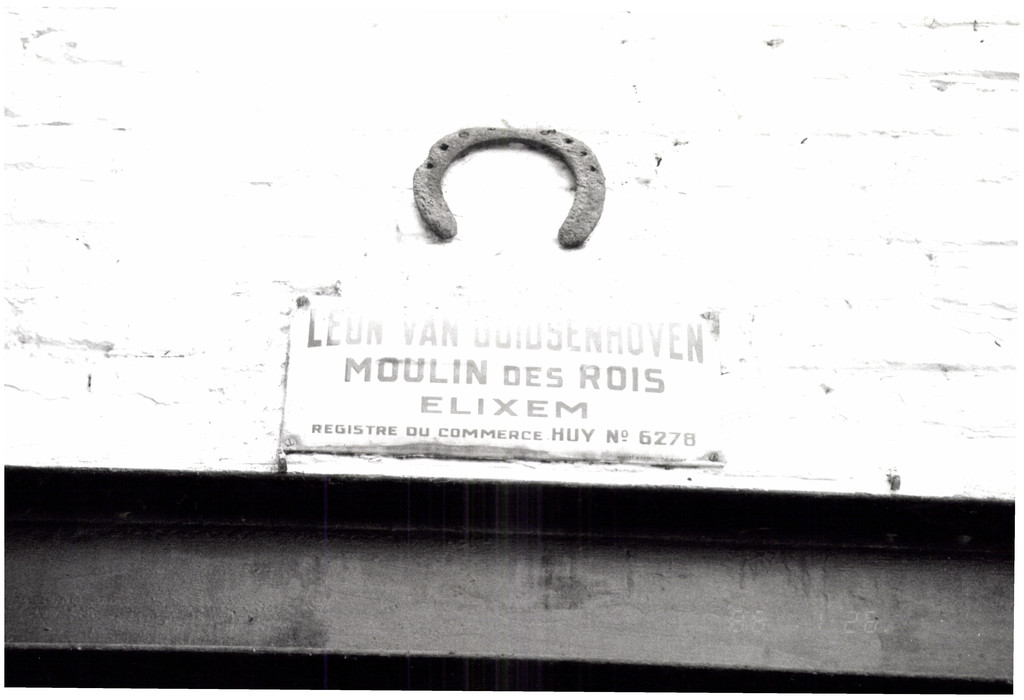 LEON VAN GOIDSENHOVEN
MOULIN DES ROIS
ELIXEM
REGISTRE DU COMMERCE HUY Nº 6278